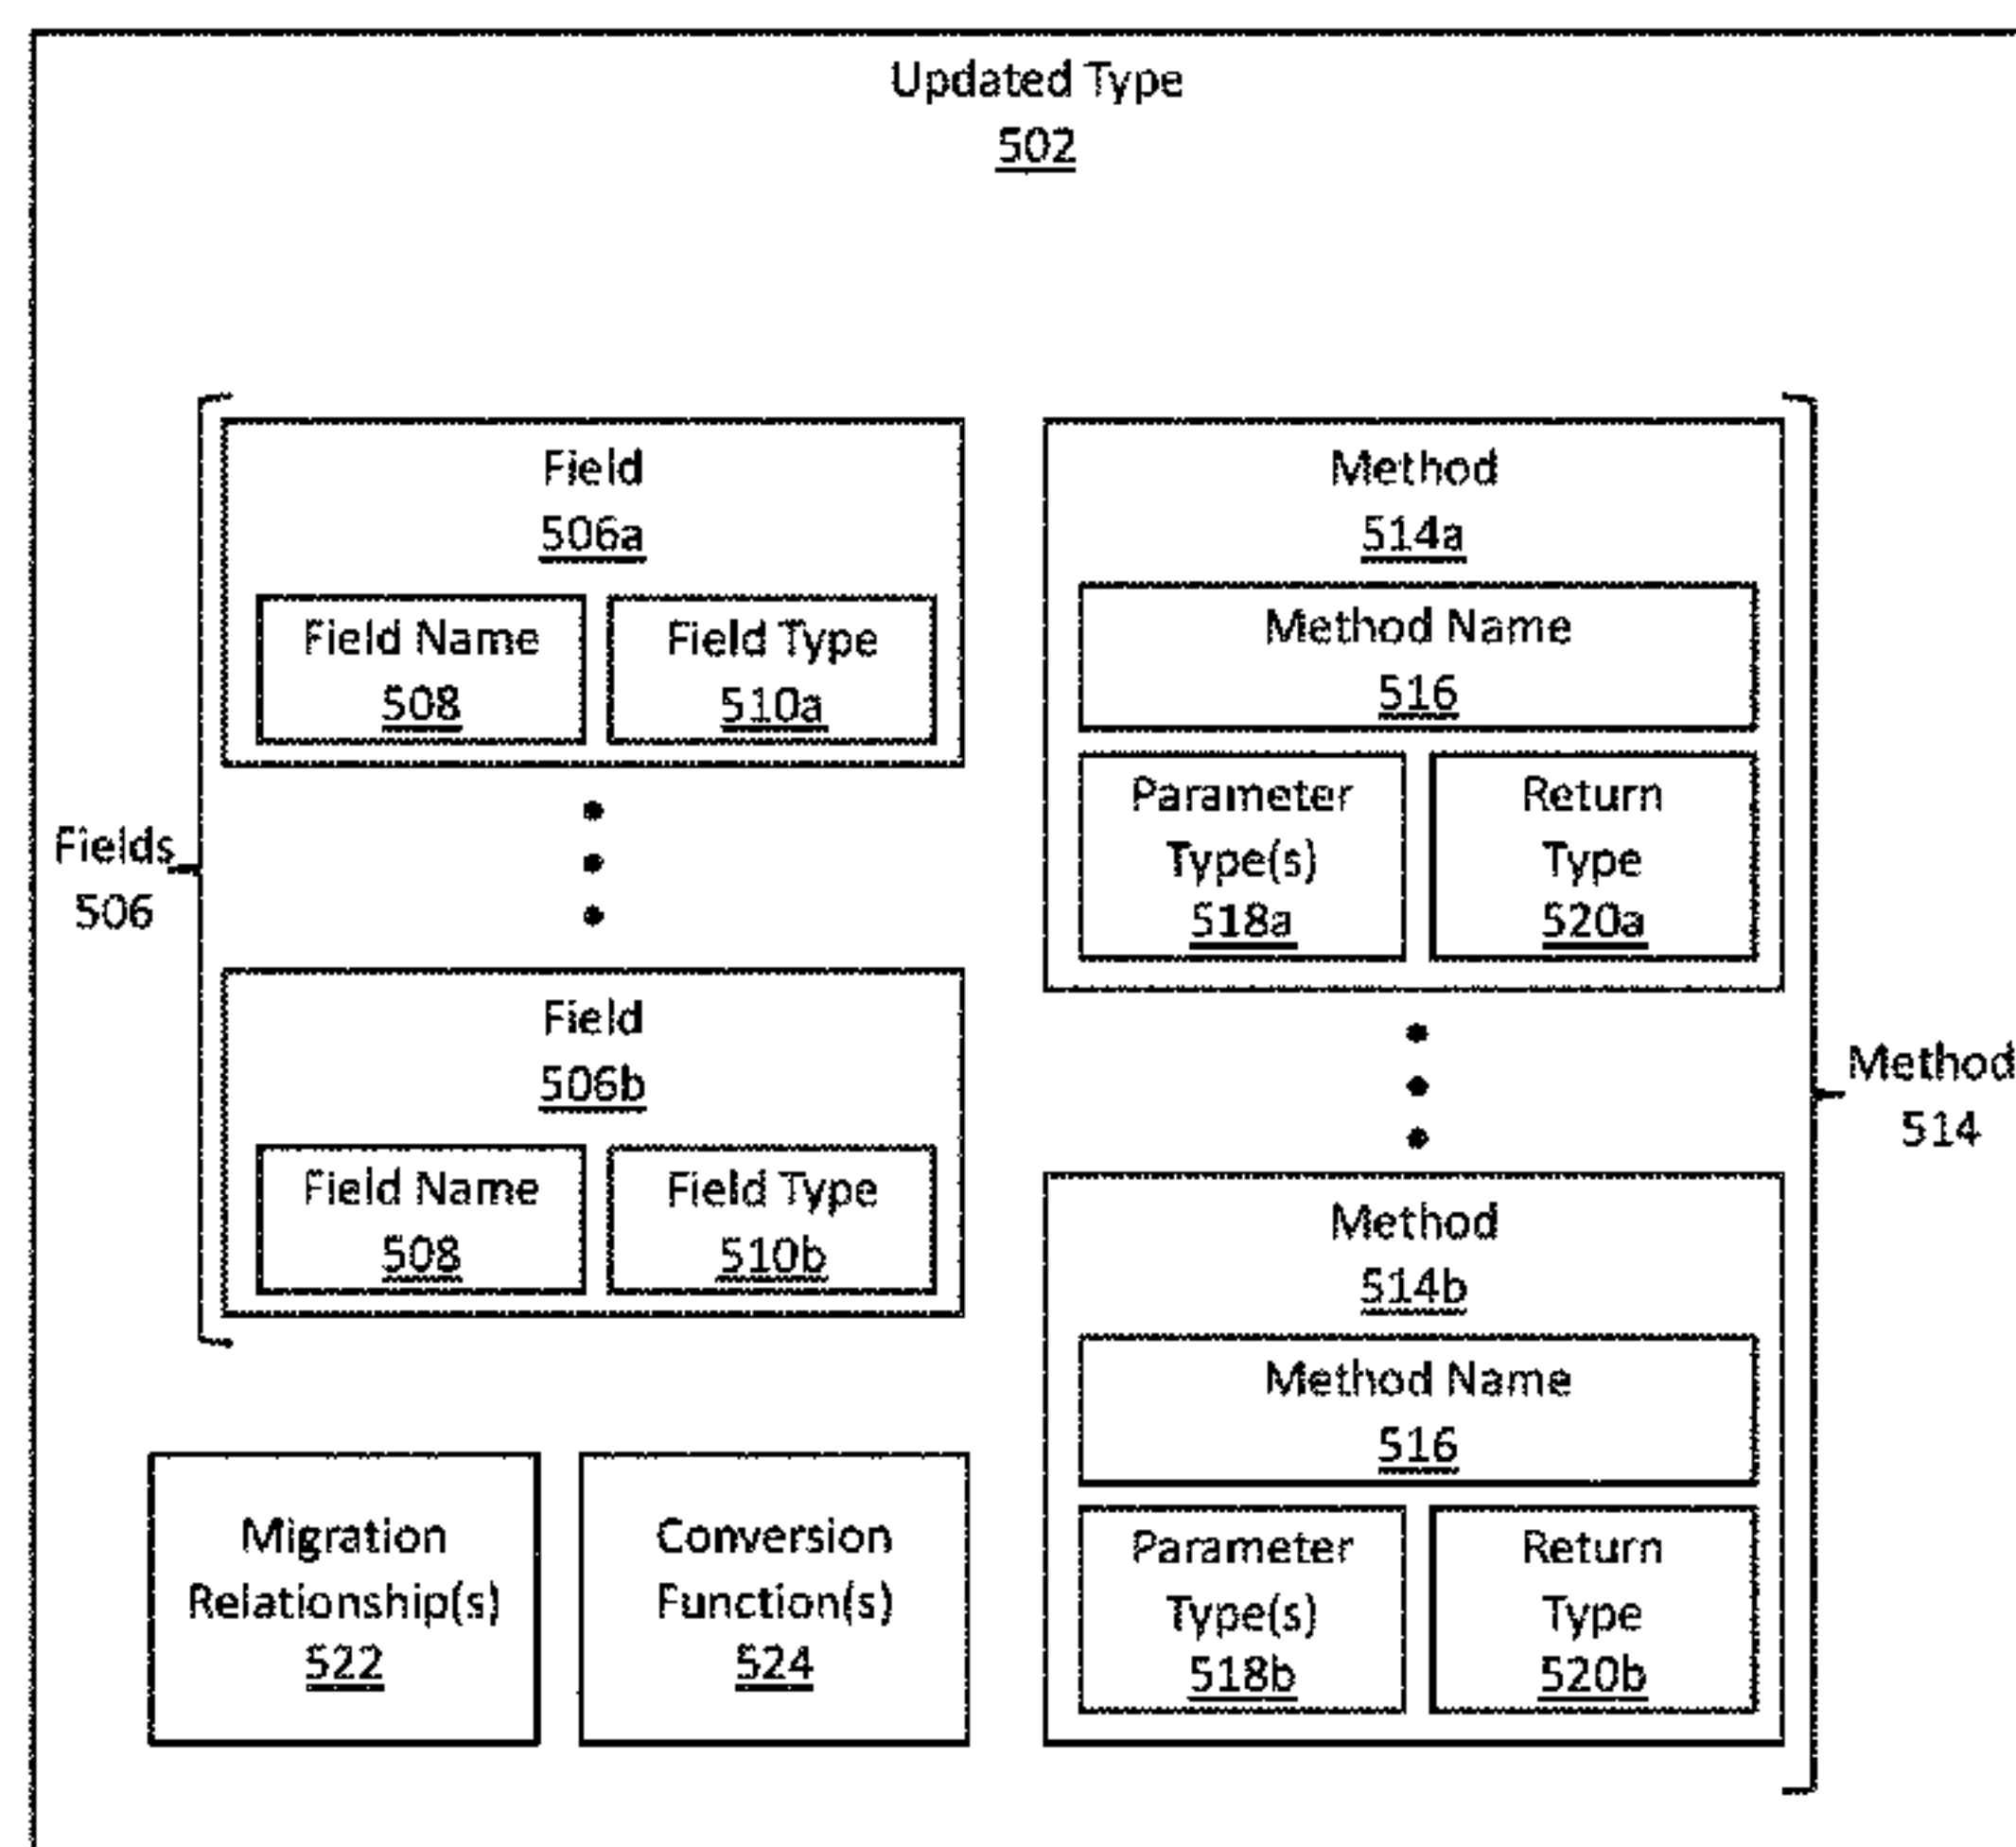 Updated Type
502
Fields
506
Field
506a
Field Name
508
Field Type
510a
Field
506b
Field Name
508
Field Type
510b
Migration
Relationship(s)
522
Conversion
Function(s)
524
Method
514a
Method Name
516
Parameter
Type(s)
518a
Return
Type
520a
Method
514b
Method Name
516
Parameter
Type(s)
518b
Return
Type
520b
Method
514